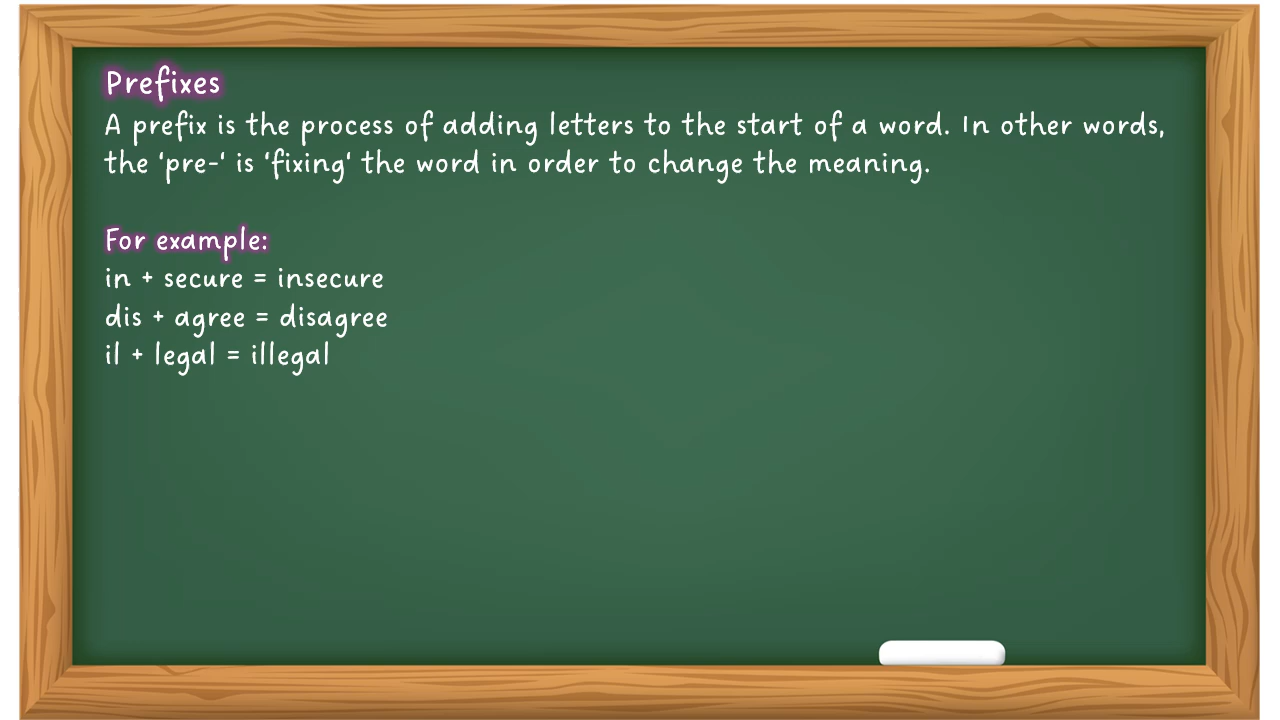 Prefixes
A prefix is the process of adding letters to the start of a word. In other words,
the ‘pre-‘ is ‘fixing‘ the word in order to change the meaning.
For example:
in + secure = insecure
dis + agree = disagree
il + legal = illegal